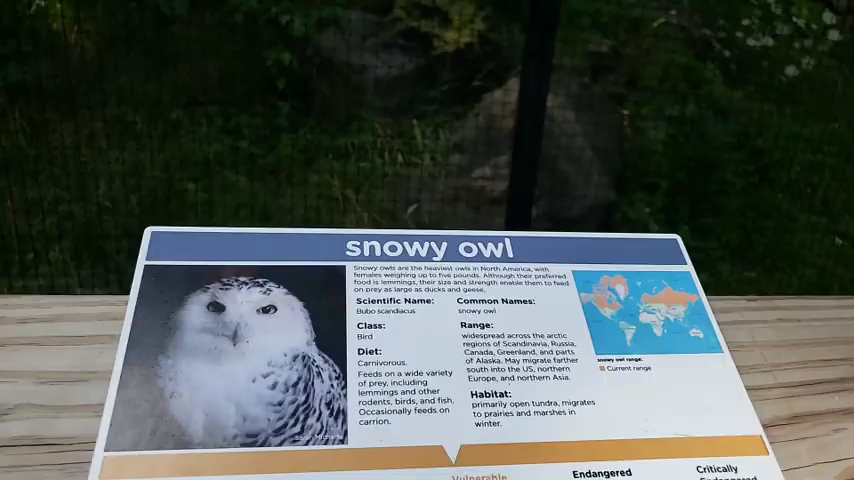 snowy owl
Snowy owls are the heaviest owls in North America, with
females weighing up to five pounds. Although their preferred
food is lemmings, their size and strength enable them to feed
on prey as large as ducks and geese.
Scientific Name:
Bubo scandiacus
Class:
Bird
Diet:
Carnivorous.
Feeds on a wide variety
of prey, including
lemmings and other
rodents, birds, and fish.
Occasionally feeds on
carrion.
Common Names:
snowy owl
Range:
widespread across the arctic
regions of Scandinavia, Russia,
Canada, Greenland, and parts
of Alaska. May migrate farther
south into the US, northern
Europe, and northern Asia.
Habitat:
primarily open tundra, migrates
to prairies and marshes in
winter.
snowy owl range:
Current range
Vulnerable
Endangered
Critically
Endangered